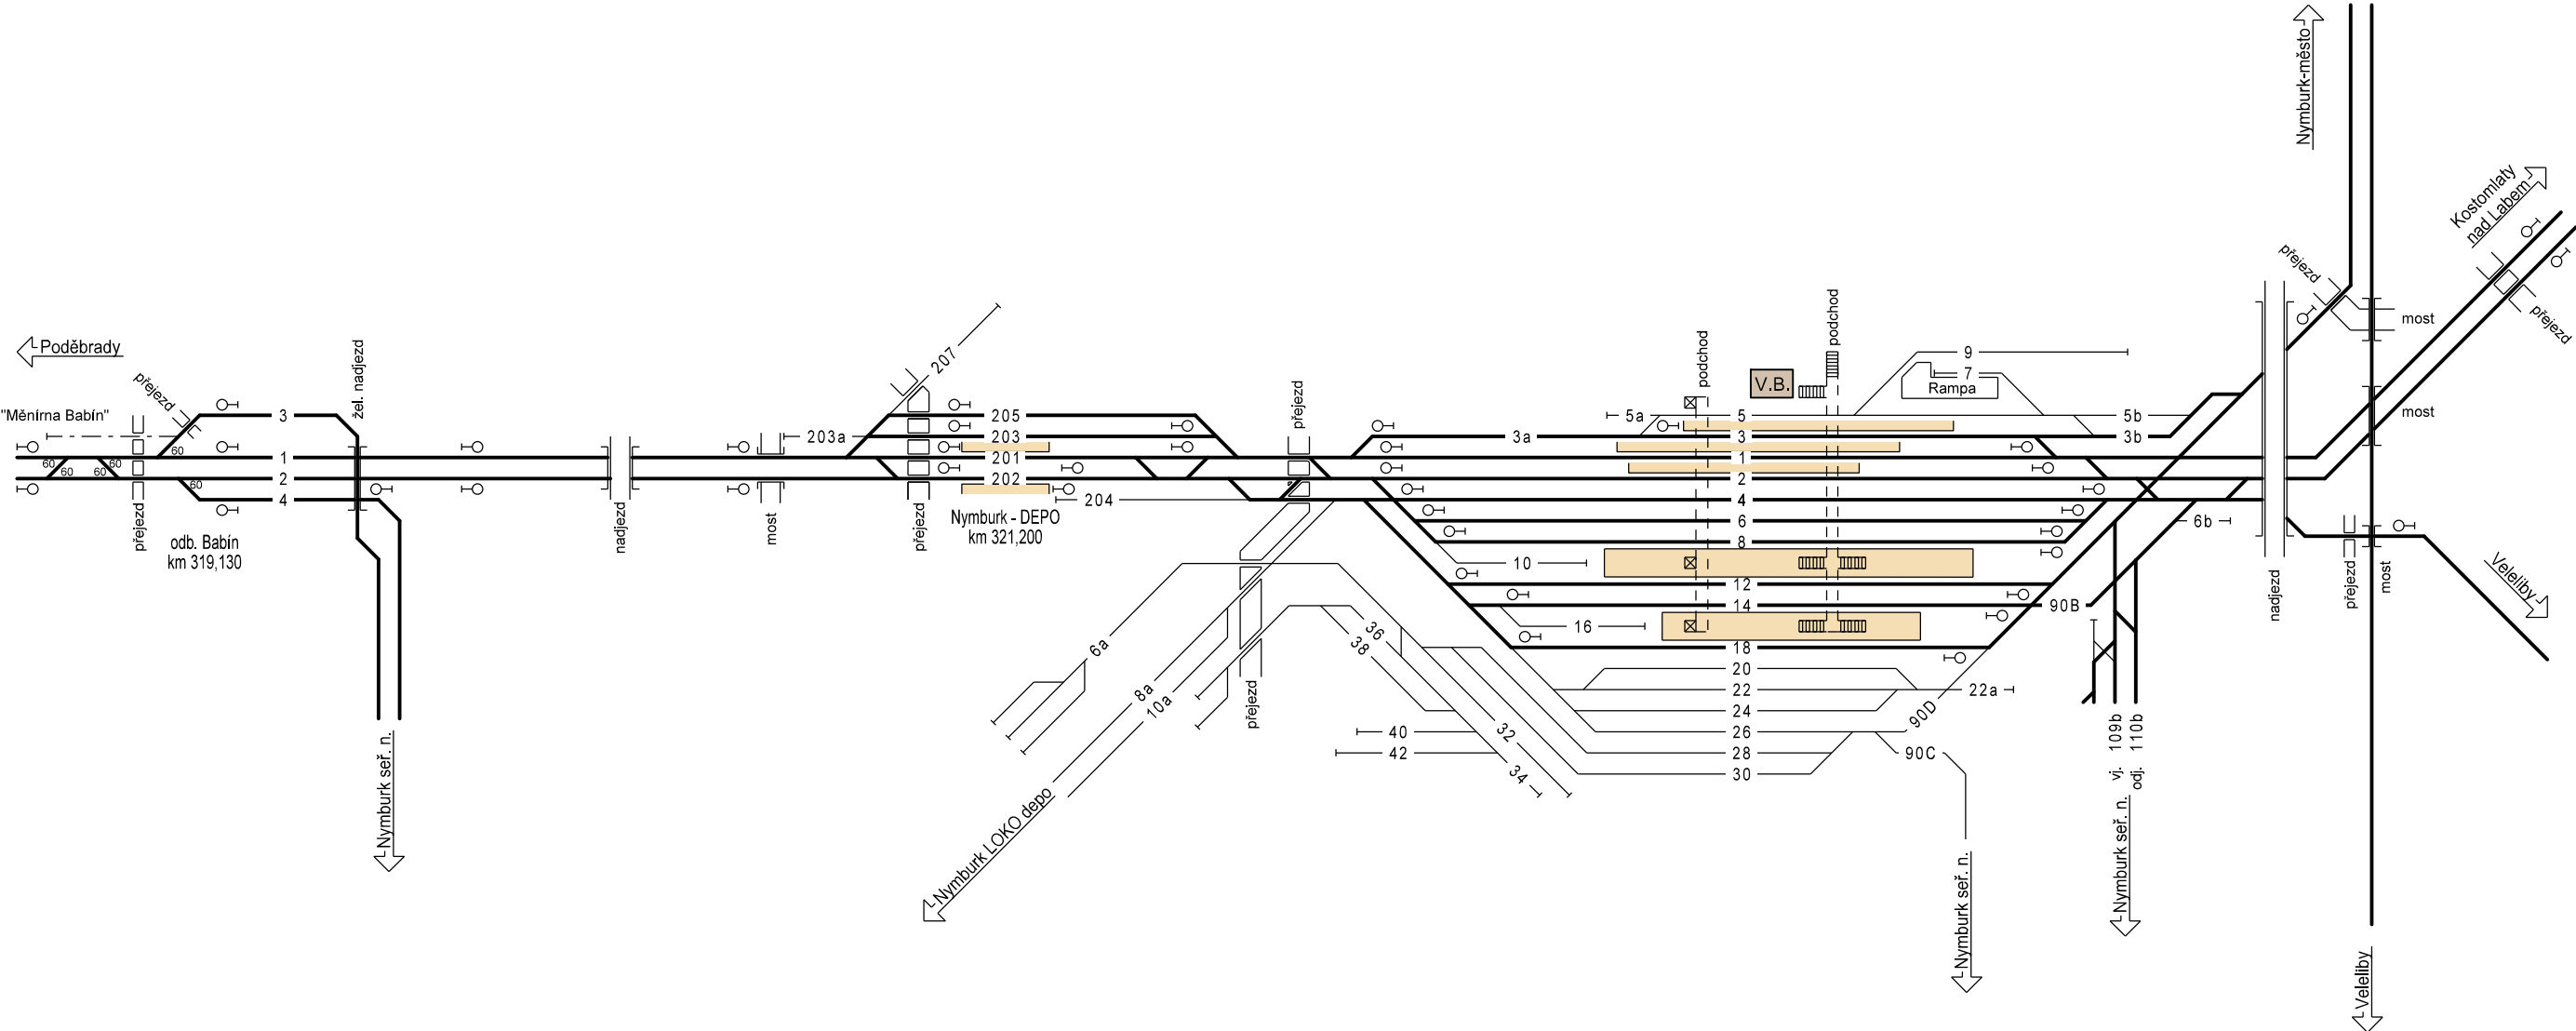 Poděbrady
"Měnírna Babín"
přejezd
3
1
2
4
60
60
60
60
60
60
přejezd
odb. Babín
km 319,130
žel. nadjezd
Nymburk seř. n.
nadjezd
most
203a
207
205
203
201
202
204
přejezd
Nymburk - DEPO
km 321,200
přejezd
6a
8a
10a
Nymburk LOKO depo
přejezd
36
38
40
42
32
34
podchod
podchod
V.B.
9
7
Rampa
5a
5
5b
3a
3
3b
1
2
4
6
8
10
12
14
16
18
20
22
22a
24
26
28
30
90B
90D
90C
6b
Nymburk seř. n.
vj. 109b
odj. 110b
Nymburk seř. n.
nadjezd
Nymburk-město
přejezd
most
most
Kostomlaty
nad Labem
přejezd
přejezd
most
Veleliby
Veleliby